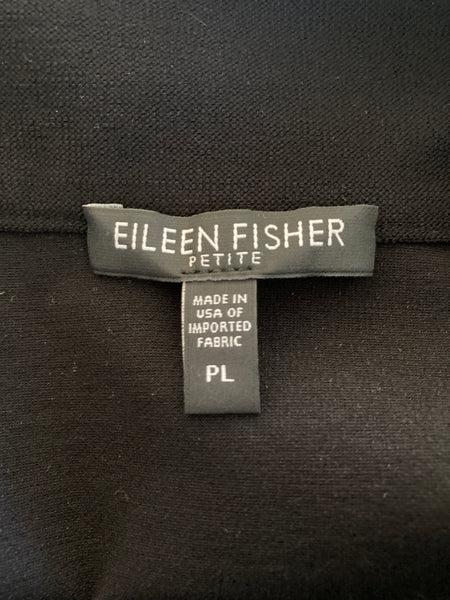 EILEEN FISHER
PETITE
MADE IN
USA OF
IMPORTED
FABRIC
PL